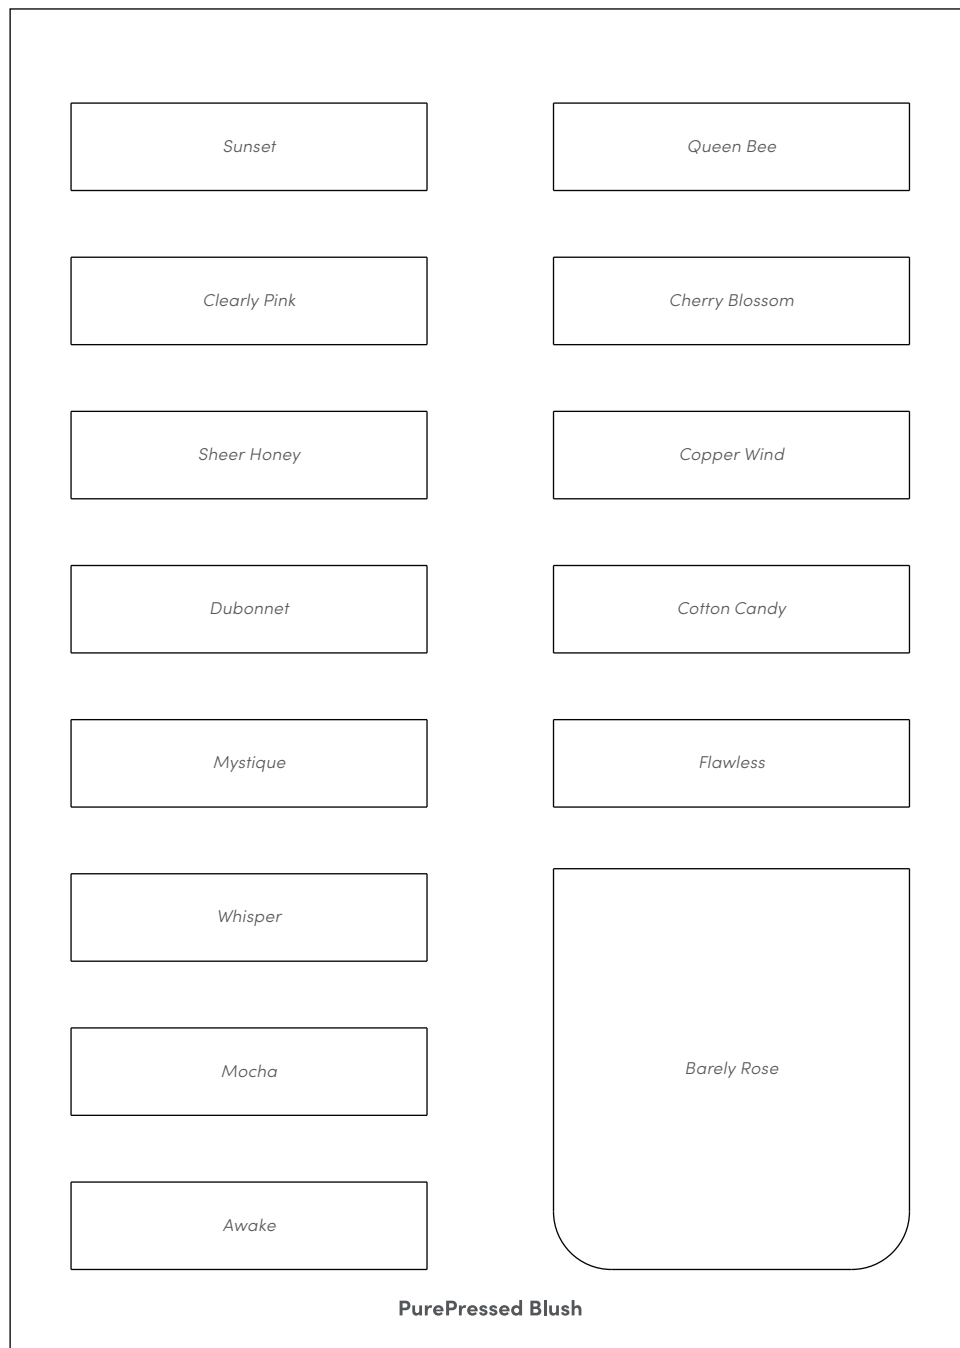 Sunset
Queen Bee
Clearly Pink
Cherry Blossom
Sheer Honey
Copper Wind
Dubonnet
Cotton Candy
Mystique
Flawless
Whisper
Mocha
Barely Rose
Awake
PurePressed Blush